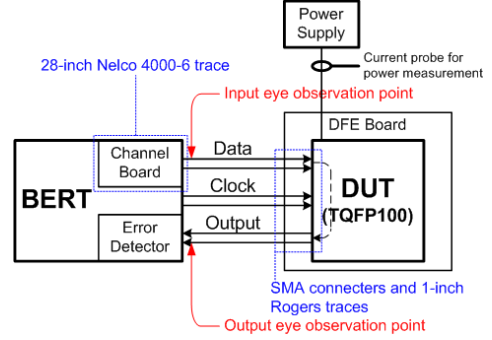 Power
Supply
Current probe for
power measurement
28-inch Nelco 4000-6 trace
Input eye observation point
DFE Board
Channel
Board
Data
BERT
Clock
DUT
(TQFP100)
Error
Detector
Output
SMA connecters and 1-inch
Rogers traces
Output eye observation point